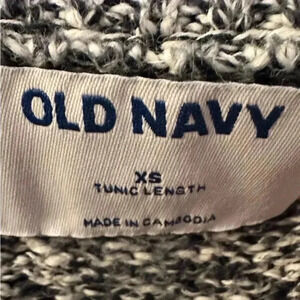 OLD NAVY
XS
TUNIC LENGTH
MADE IN CAMBODIA